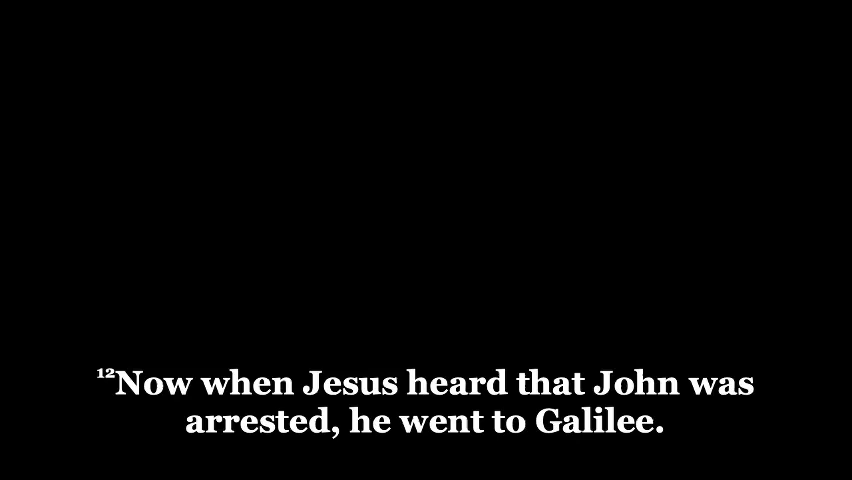 ¹²Now when Jesus heard that John was
arrested, he went to Galilee.